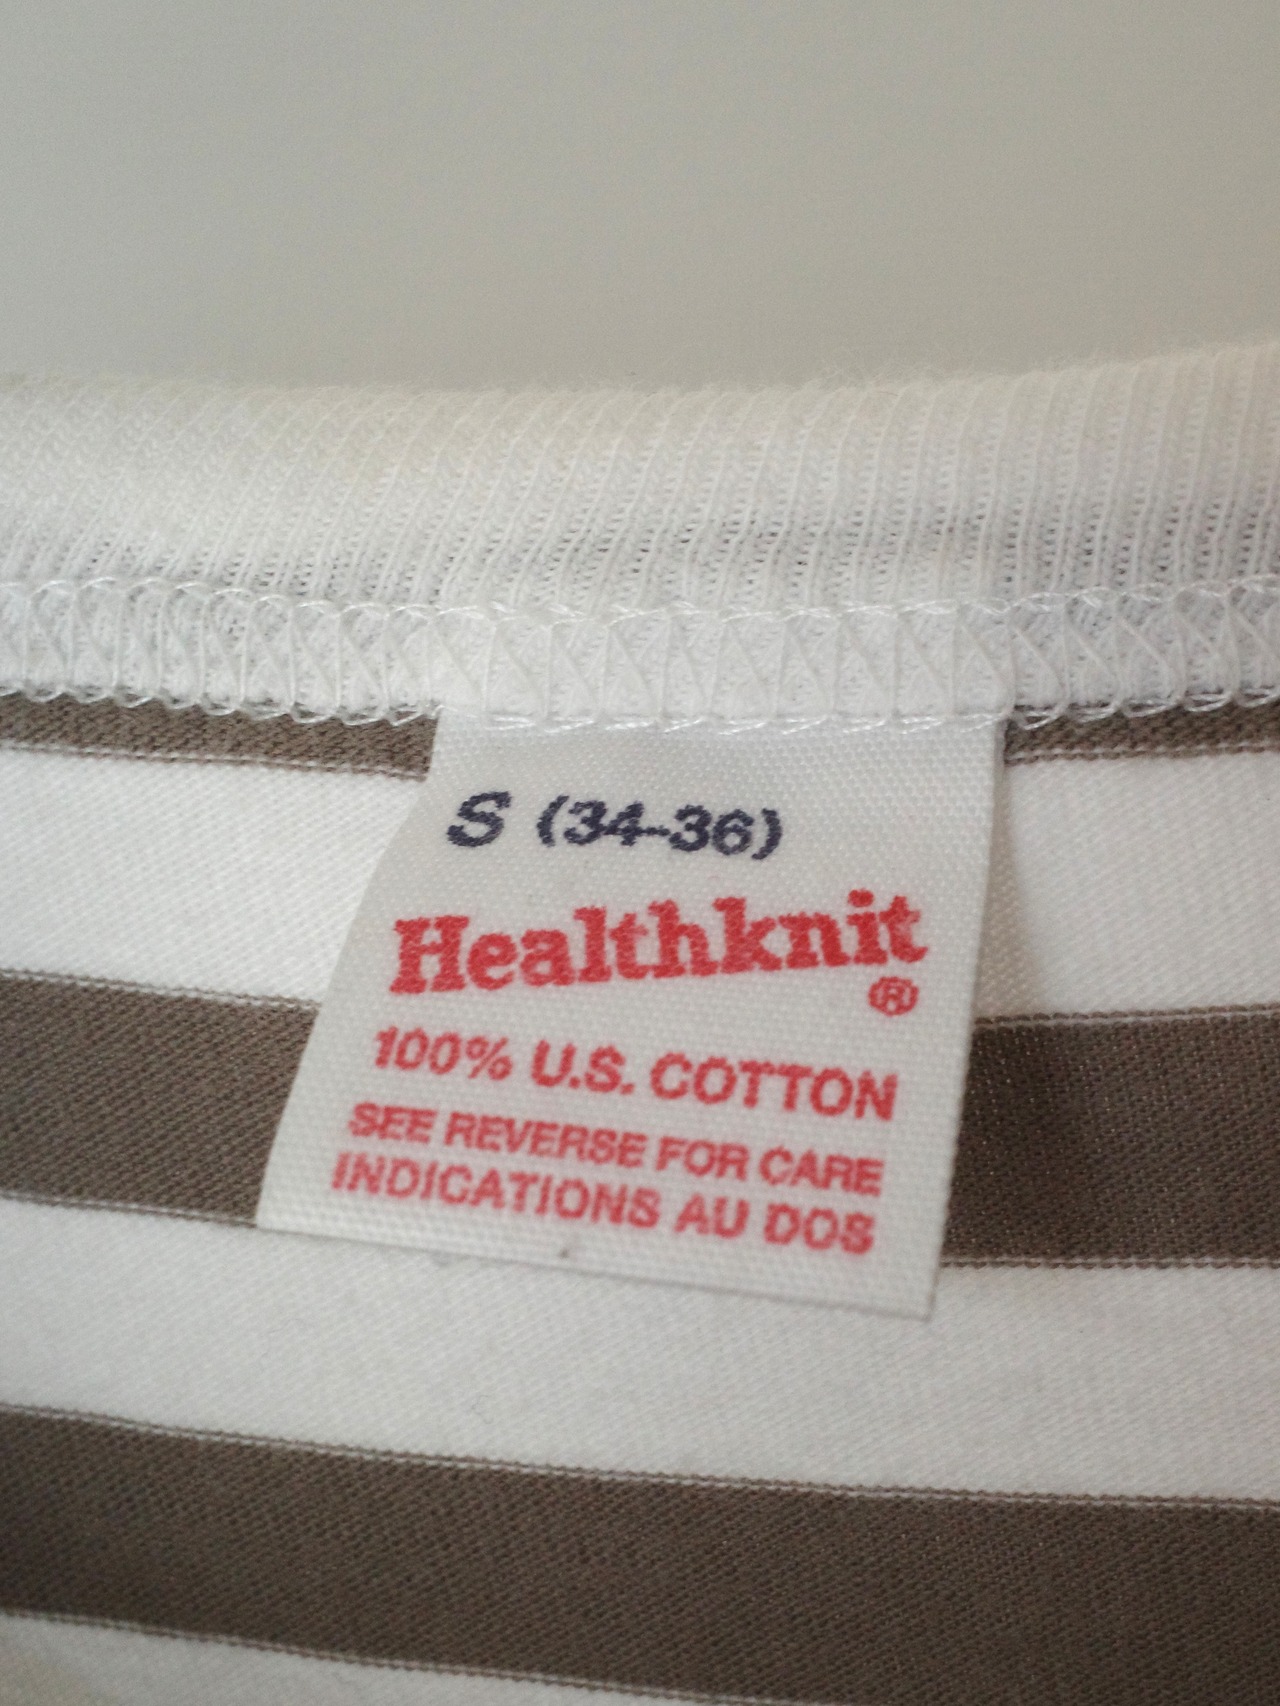 S (34-36)
Healthknit
®
100% U.S. COTTON
SEE REVERSE FOR CARE
INDICATIONS AU DOS